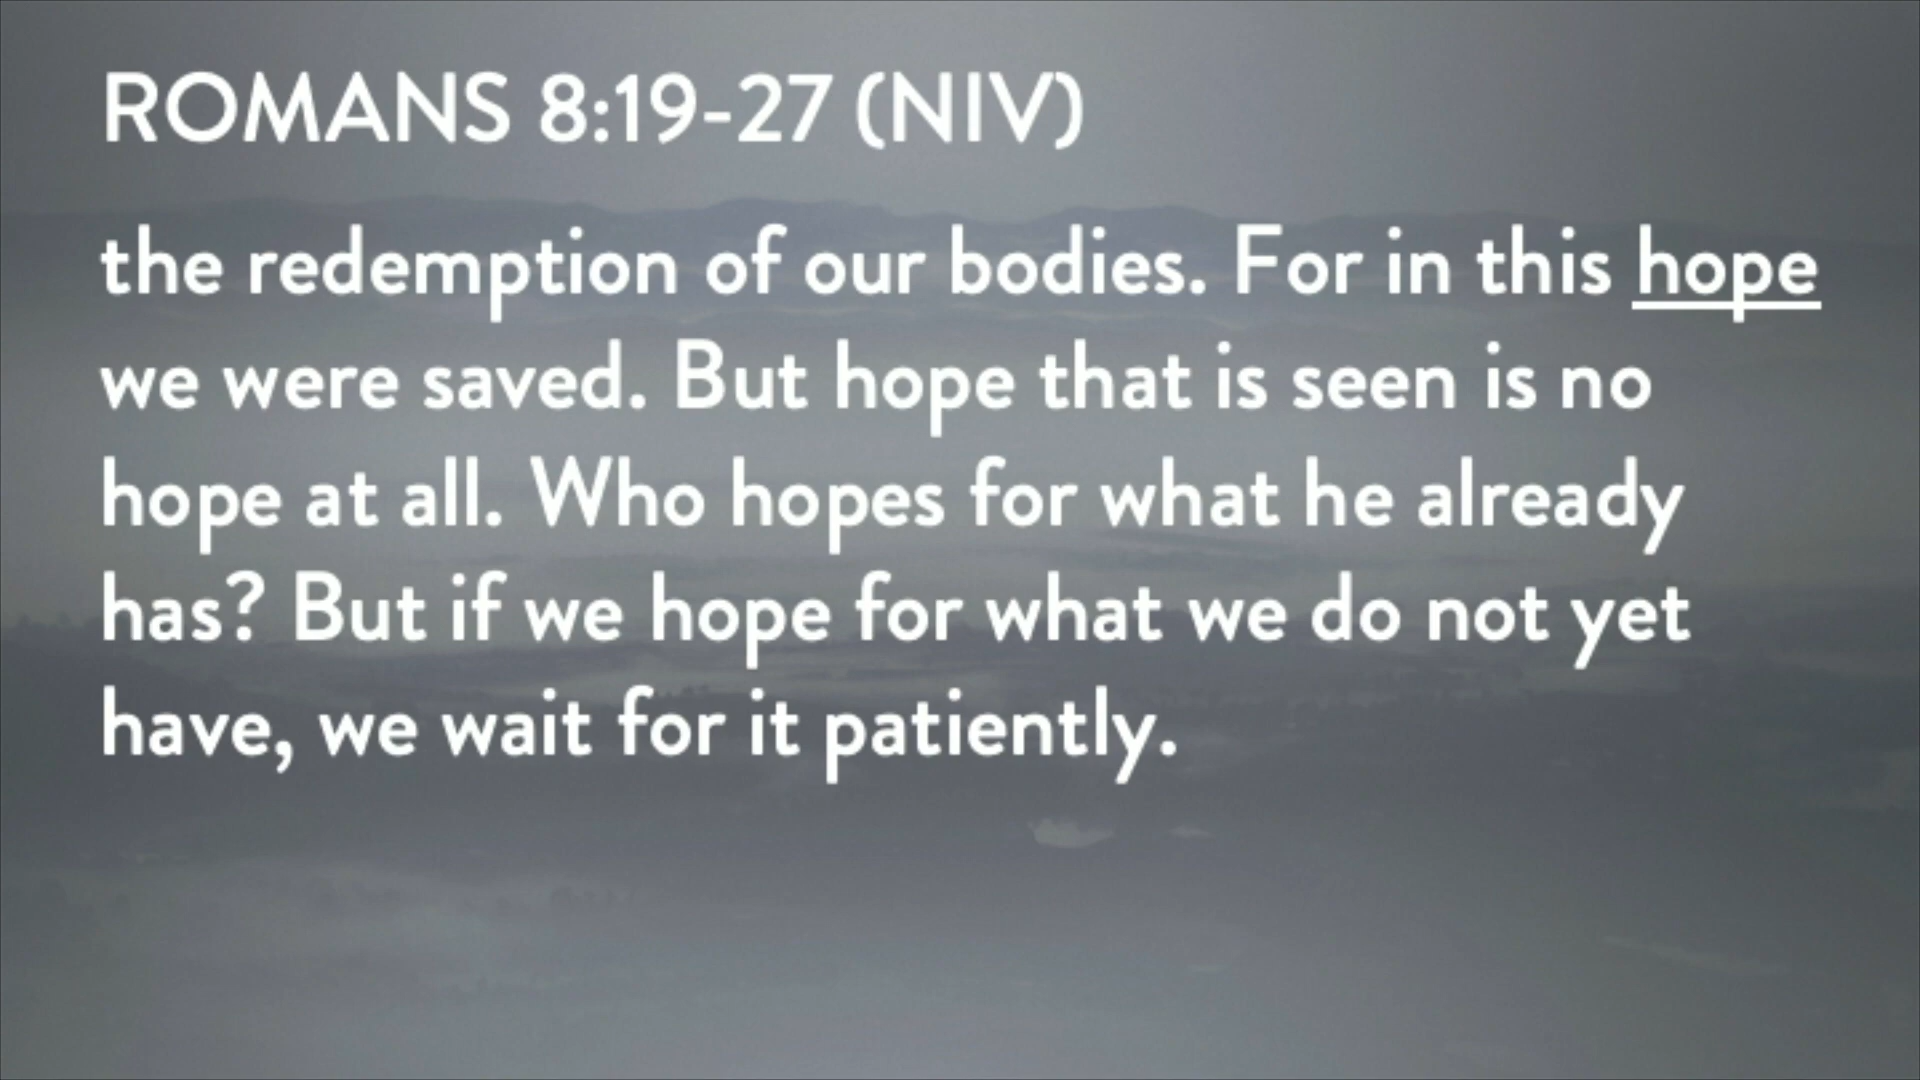 ROMANS 8:19-27 (NIV)
the redemption of our bodies. For in this hope
we were saved. But hope that is seen is no
hope at all. Who hopes for what he already
has? But if we hope for what we do not yet
have, we wait for it patiently.